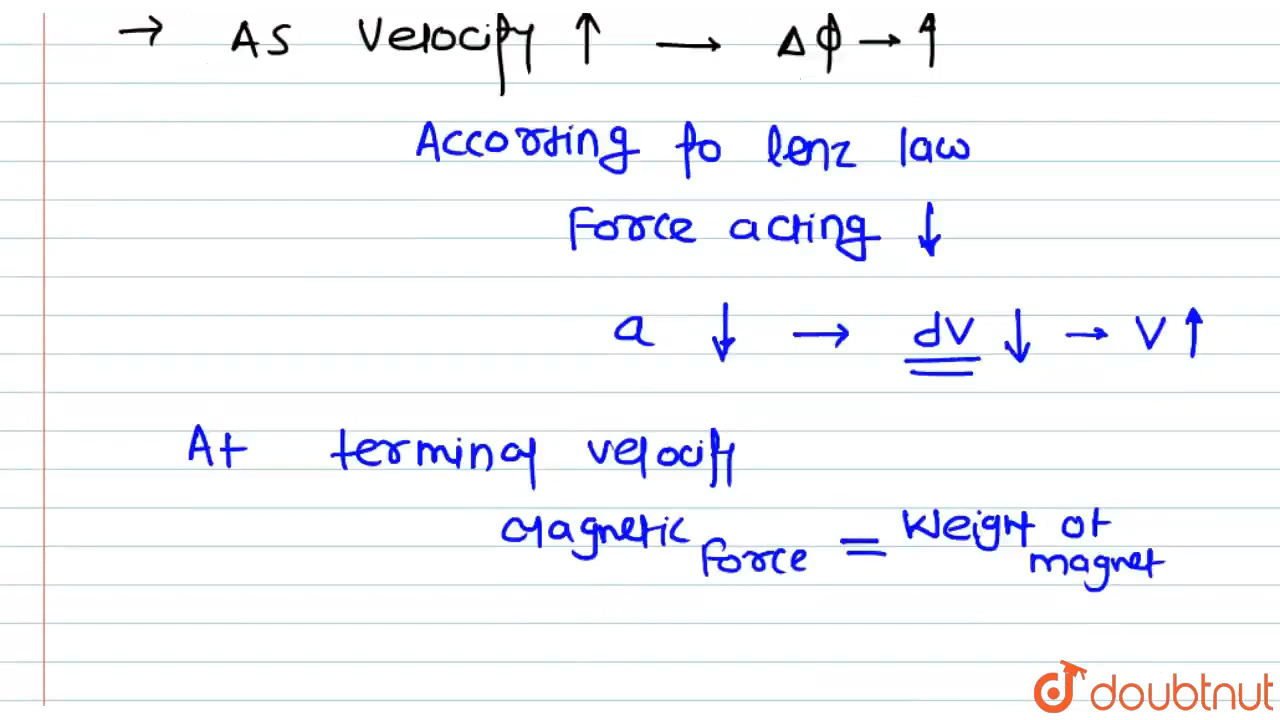 → As Velocity ↑ → Δϕ → ↑
According to lenz law
Force acting ↓
a ↓ → dv ↓ → V ↑
At terminal velocity
Magnetic Force = Weight of magnet
doubtnut